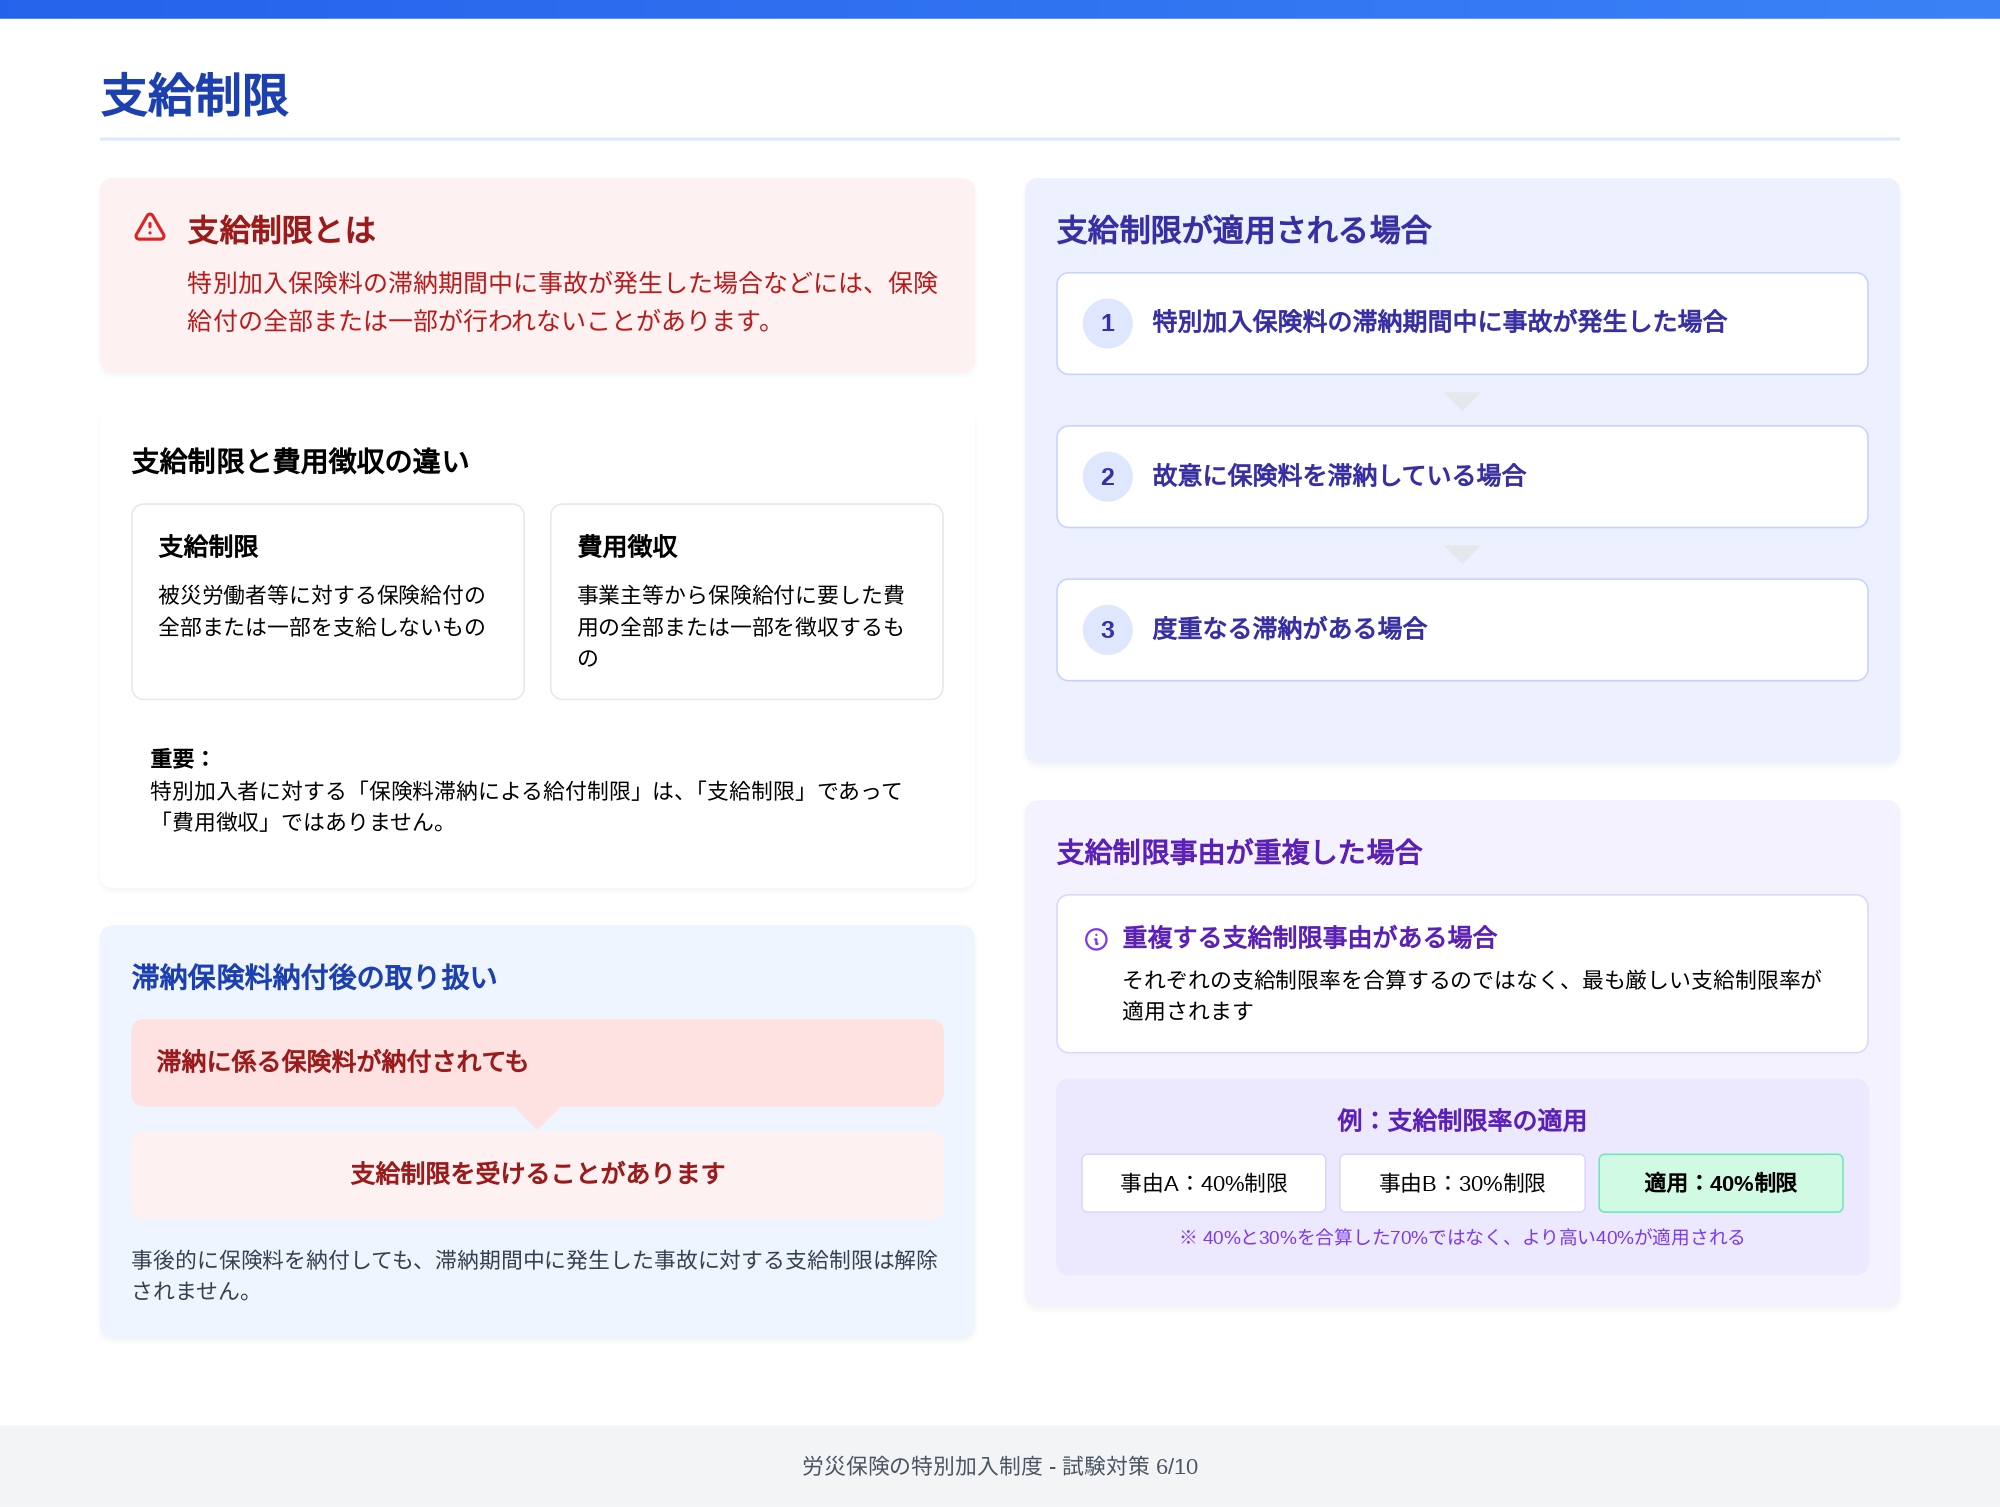 支給制限
支給制限とは
特別加入保険料の滞納期間中に事故が発生した場合などには、保険
給付の全部または一部が行われないことがあります。
支給制限と費用徴収の違い
支給制限
被災労働者等に対する保険給付の
全部または一部を支給しないもの
費用徴収
事業主等から保険給付に要した費
用の全部または一部を徴収するも
の
重要：
特別加入者に対する「保険料滞納による給付制限」は、「支給制限」であって
「費用徴収」ではありません。
滞納保険料納付後の取り扱い
滞納に係る保険料が納付されても
支給制限を受けることがあります
事後的に保険料を納付しても、滞納期間中に発生した事故に対する支給制限は解除
されません。
支給制限が適用される場合
1 特別加入保険料の滞納期間中に事故が発生した場合
2 故意に保険料を滞納している場合
3 度重なる滞納がある場合
支給制限事由が重複した場合
重複する支給制限事由がある場合
それぞれの支給制限率を合算するのではなく、最も厳しい支給制限率が
適用されます
例：支給制限率の適用
事由A：40%制限
事由B：30%制限
適用：40%制限
※ 40%と30%を合算した70%ではなく、より高い40%が適用される
労災保険の特別加入制度 - 試験対策 6/10